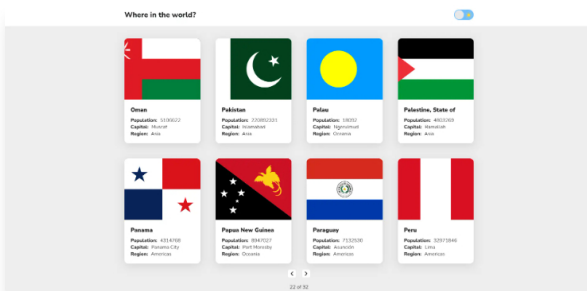 Where in the world?
Oman
Population: 5106622
Capital: Muscat
Region: Asia
Pakistan
Population: 220892331
Capital: Islamabad
Region: Asia
Palau
Population: 18092
Capital: Ngerulmud
Region: Oceania
Palestine, State of
Population: 4803269
Capital: Ramallah
Region: Asia
Panama
Population: 4314768
Capital: Panama City
Region: Americas
Papua New Guinea
Population: 8947027
Capital: Port Moresby
Region: Oceania
Paraguay
Population: 7132530
Capital: Asunción
Region: Americas
Peru
Population: 32971846
Capital: Lima
Region: Americas
22 of 32